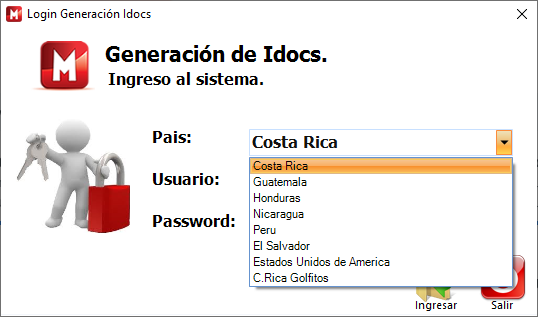 Login Generación Idocs
M
Generación de Idocs.
Ingreso al sistema.
Pais:
Costa Rica
Costa Rica
Guatemala
Honduras
Nicaragua
Peru
El Salvador
Estados Unidos de America
C.Rica Golfitos
Usuario:
Password:
Ingresar
Salir